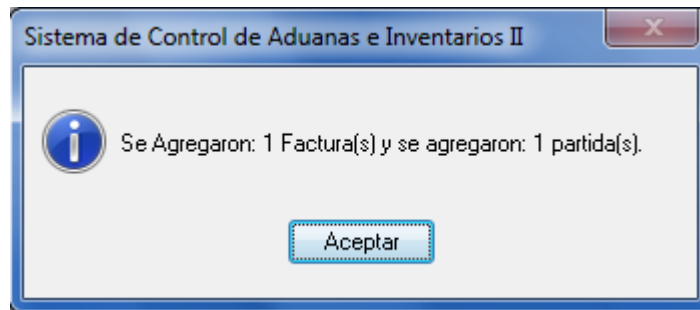 Sistema de Control de Aduanas e Inventarios II
Se Agregaron: 1 Factura(s) y se agregaron: 1 partida(s).
Aceptar